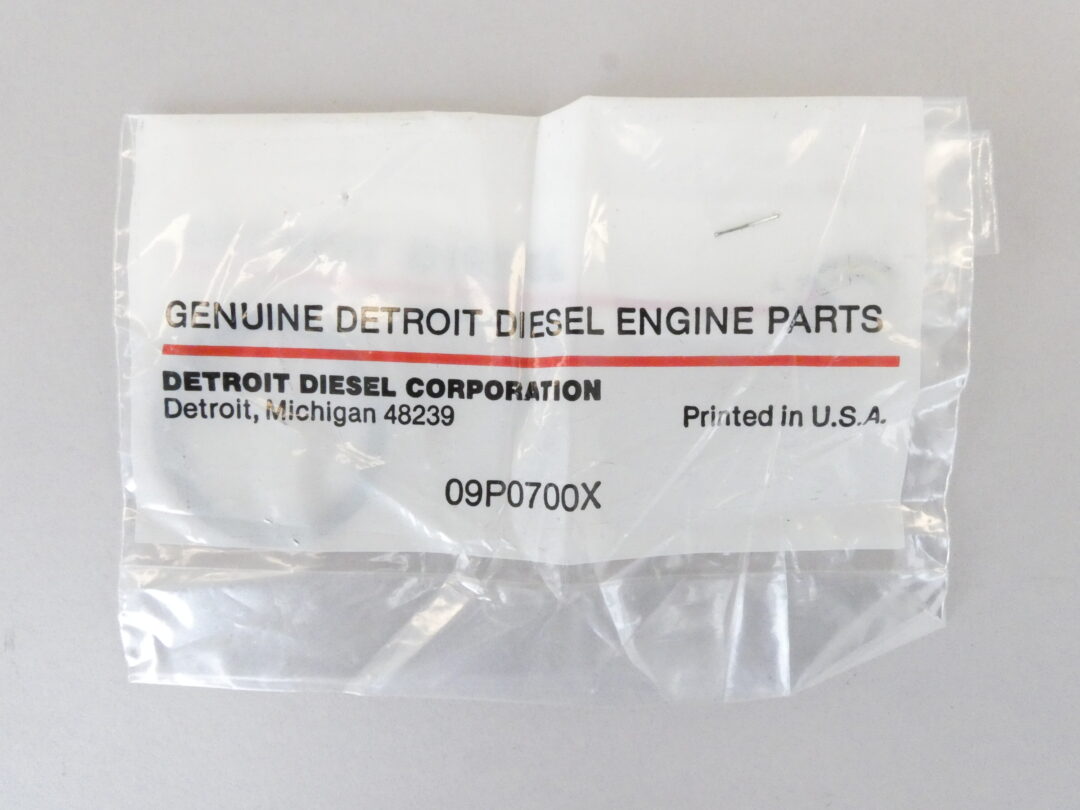 GENUINE DETROIT DIESEL ENGINE PARTS
DETROIT DIESEL CORPORATION
Detroit, Michigan 48239 Printed in U.S.A.
09P0700X